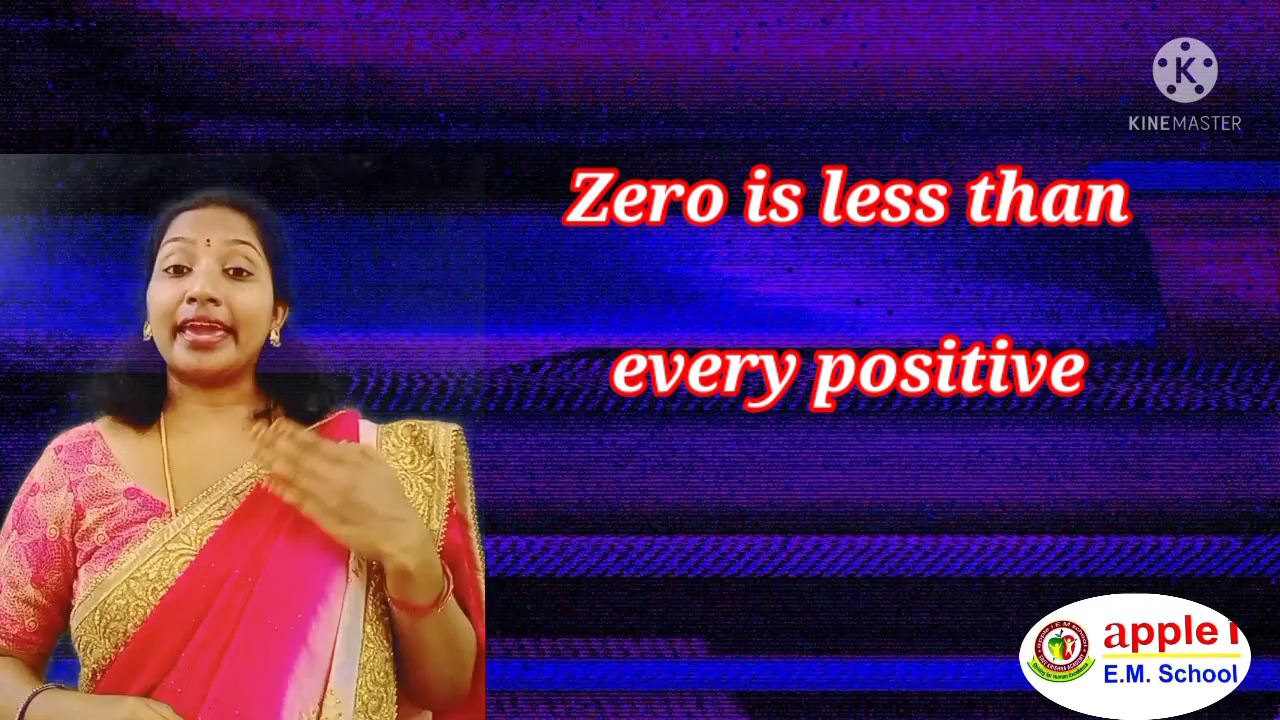 K
KINEMASTER
Zero is less than
every positive
apple i
E.M. School